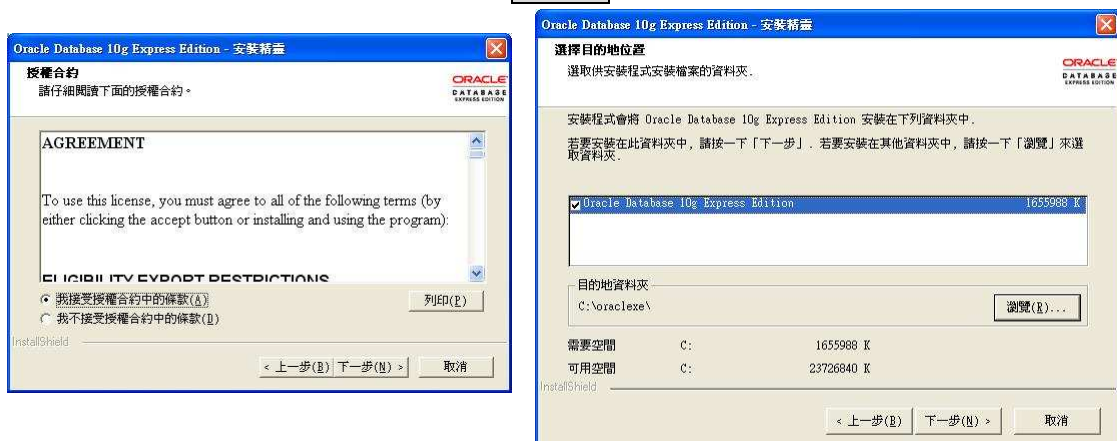 Oracle Database 10g Express Edition - 安裝精靈
授權合約
請仔細閱讀下面的授權合約。
ORACLE
DATABASE
EXPRESS EDITION
AGREEMENT
To use this license, you must agree to all of the following terms (by
either clicking the accept button or installing and using the program):
ELIGIBILITY EXPORT RESTRICTIONS
我接受授權合約中的條款(A)
列印(P)
我不接受授權合約中的條款(D)
InstallShield
< 上一步(B)
下一步(N) >
取消
Oracle Database 10g Express Edition - 安裝精靈
選擇目的地位置
選取供安裝程式安裝檔案的資料夾.
ORACLE
DATABASE
EXPRESS EDITION
安裝程式會將 Oracle Database 10g Express Edition 安裝在下列資料夾中.
若要安裝在此資料夾中, 請按一下「下一步」. 若要安裝在其他資料夾中, 請按一下「瀏覽」來選
取資料夾.
Oracle Database 10g Express Edition 1655988 K
目的地資料夾
C:\oraclexe\
瀏覽(R)...
需要空間 C: 1655988 K
可用空間 C: 23726840 K
InstallShield
< 上一步(B)
下一步(N) >
取消